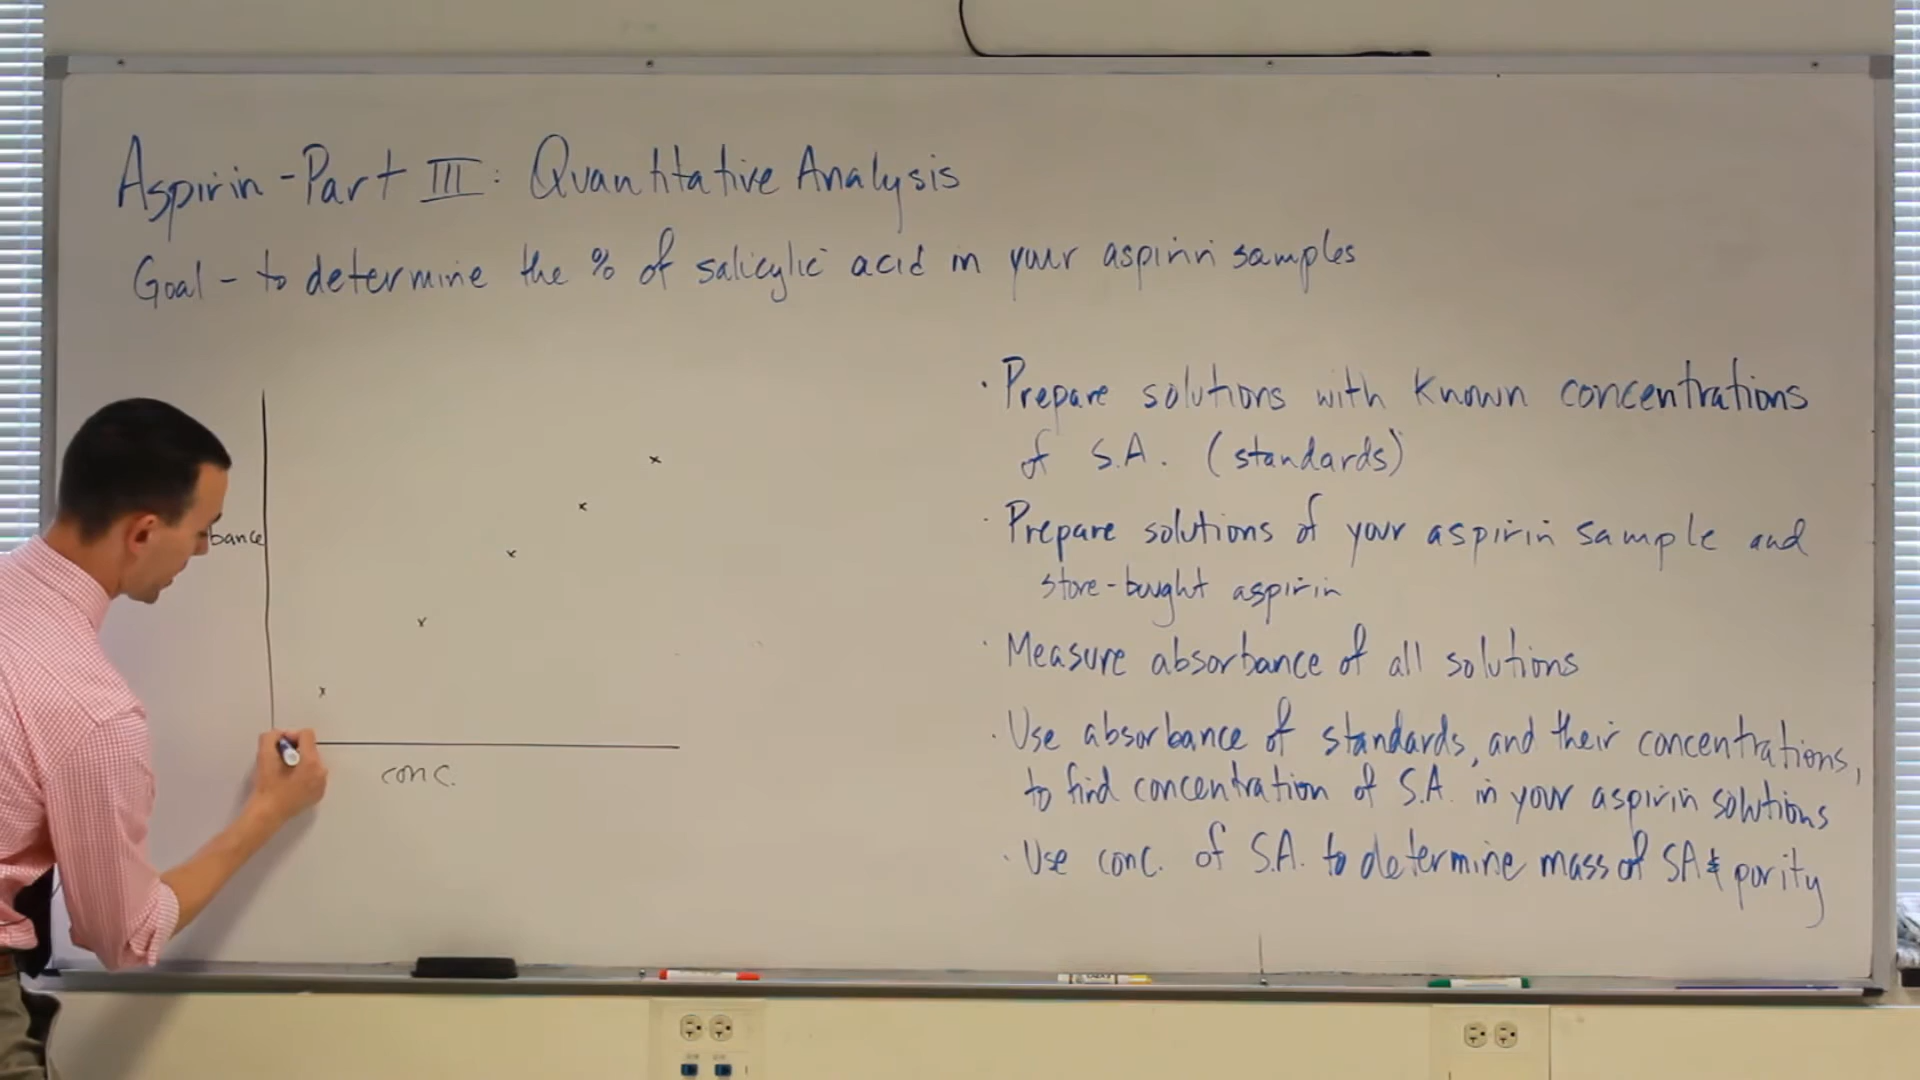 Aspirin - Part III: Quantitative Analysis
Goal - to determine the % of salicylic acid in your aspirin samples
· Prepare solutions with known concentrations
of S.A. (standards)
· Prepare solutions of your aspirin sample and
store-bought aspirin
· Measure absorbance of all solutions
· Use absorbance of standards, and their concentrations,
to find concentration of S.A. in your aspirin solutions
· Use conc. of S.A. to determine mass of SA & purity
bance
conc.